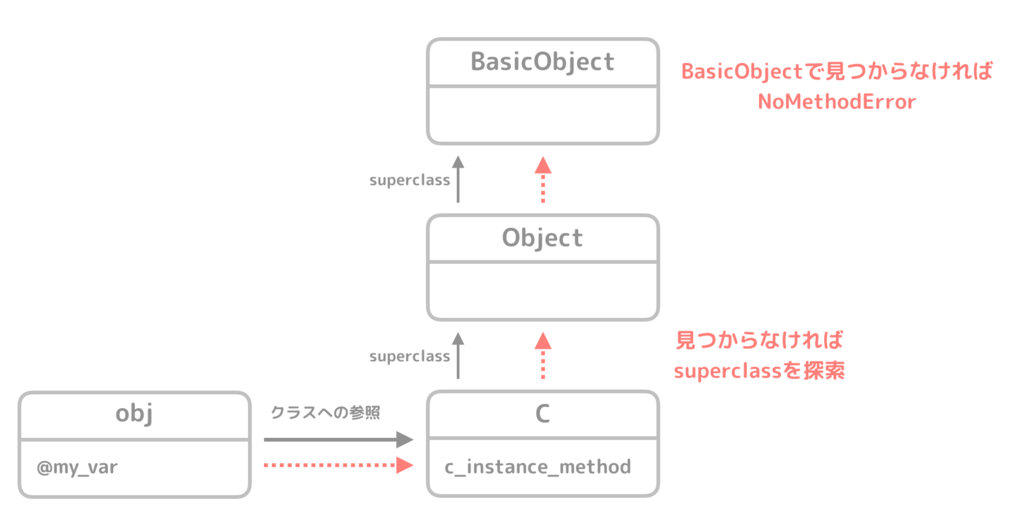 BasicObject
BasicObjectで見つからなければ
NoMethodError
superclass
Object
superclass
見つからなければ
superclassを探索
obj
@my_var
クラスへの参照
C
c_instance_method